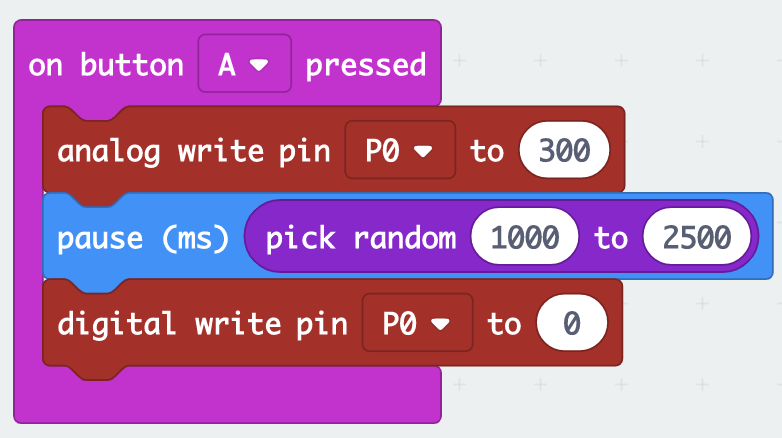 on button A pressed
analog write pin P0 to 300
pause (ms) pick random 1000 to 2500
digital write pin P0 to 0